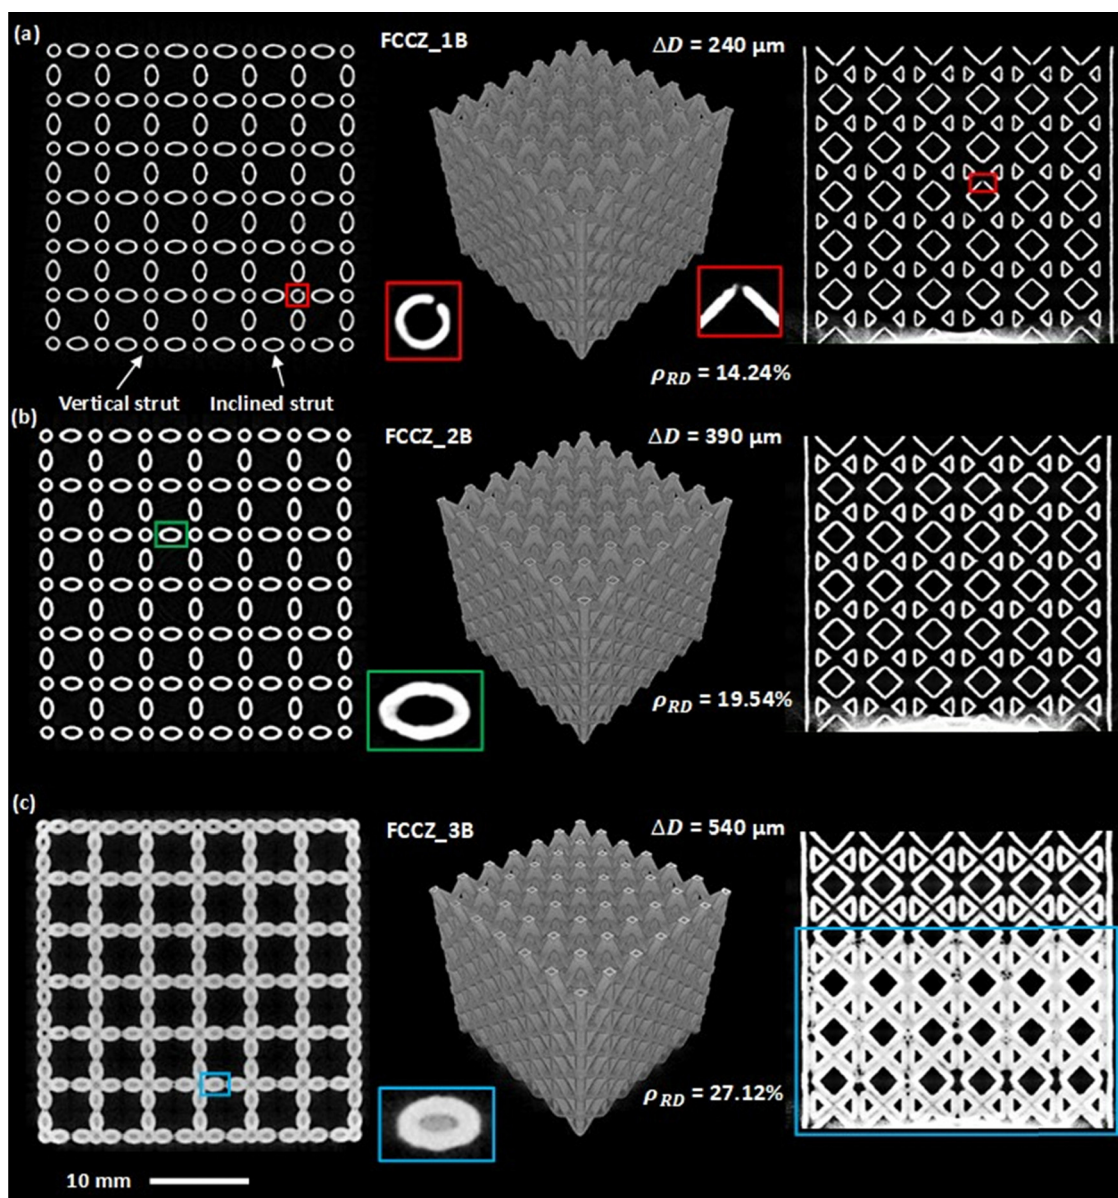 (a)
FCCZ_1B
ΔD = 240 μm
ρRD = 14.24%
Vertical strut
Inclined strut
(b)
FCCZ_2B
ΔD = 390 μm
ρRD = 19.54%
(c)
FCCZ_3B
ΔD = 540 μm
ρRD = 27.12%
10 mm